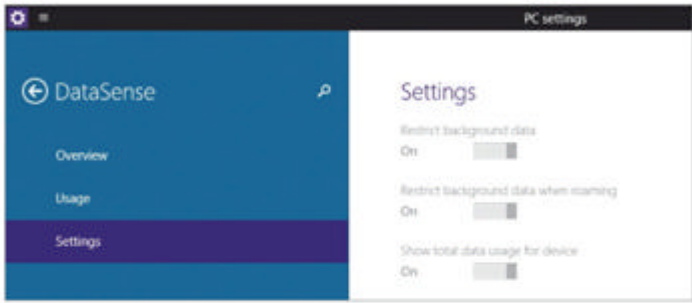 PC settings
DataSense
Overview
Usage
Settings
Settings
Restrict background data
On
Restrict background data when roaming
On
Show total data usage for device
On